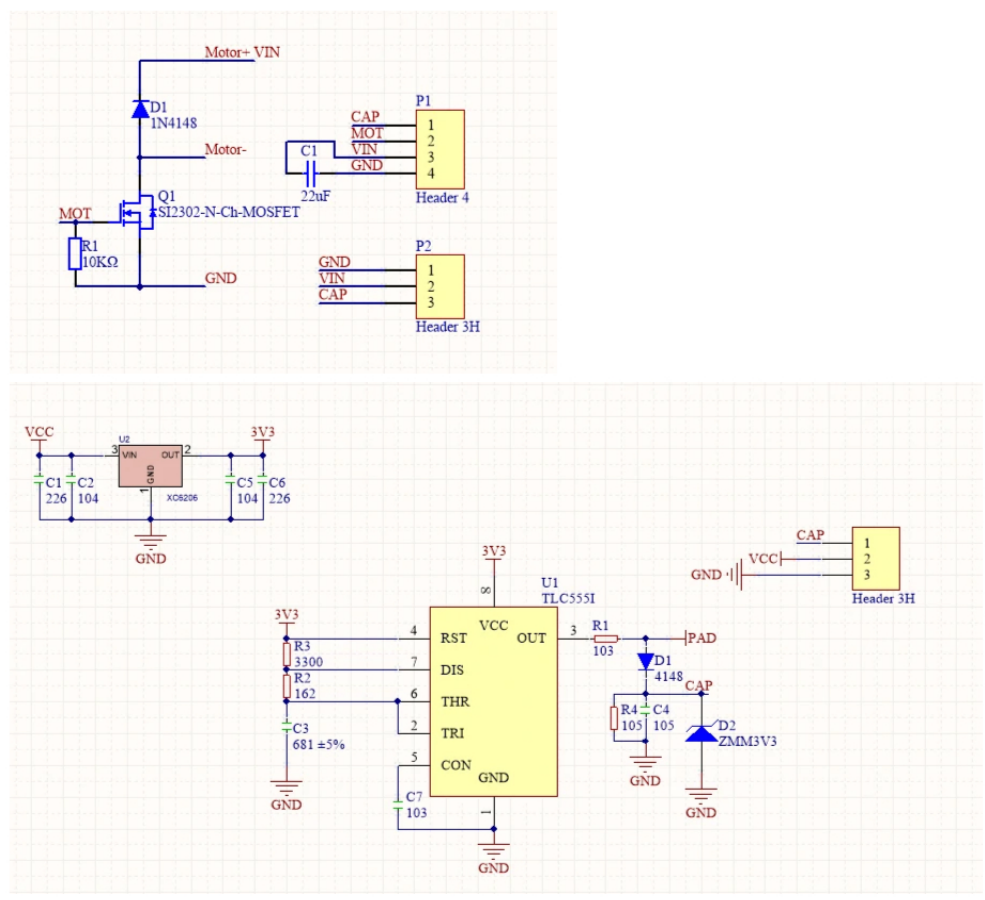 Motor+ VIN
D1
1N4148
Motor-
Q1
SI2302-N-Ch-MOSFET
MOT
R1
10KΩ
GND
P1
CAP
1
MOT
2
VIN
3
GND
4
C1
22uF
Header 4
P2
GND
1
VIN
2
CAP
3
Header 3H
VCC
U2
3V3
3
VIN
OUT
2
GND
1
XC6206
C1
226
C2
104
C5
104
C6
226
GND
CAP
1
VCC
2
GND
3
Header 3H
3V3
8
U1
TLC555I
VCC
3V3
4
RST
OUT
3
R1
103
PAD
R3
3300
7
DIS
D1
4148
R2
162
6
THR
CAP
R4
105
C4
105
C3
681 ±5%
2
TRI
D2
ZMM3V3
5
CON
GND
GND
GND
C7
103
1
GND
GND